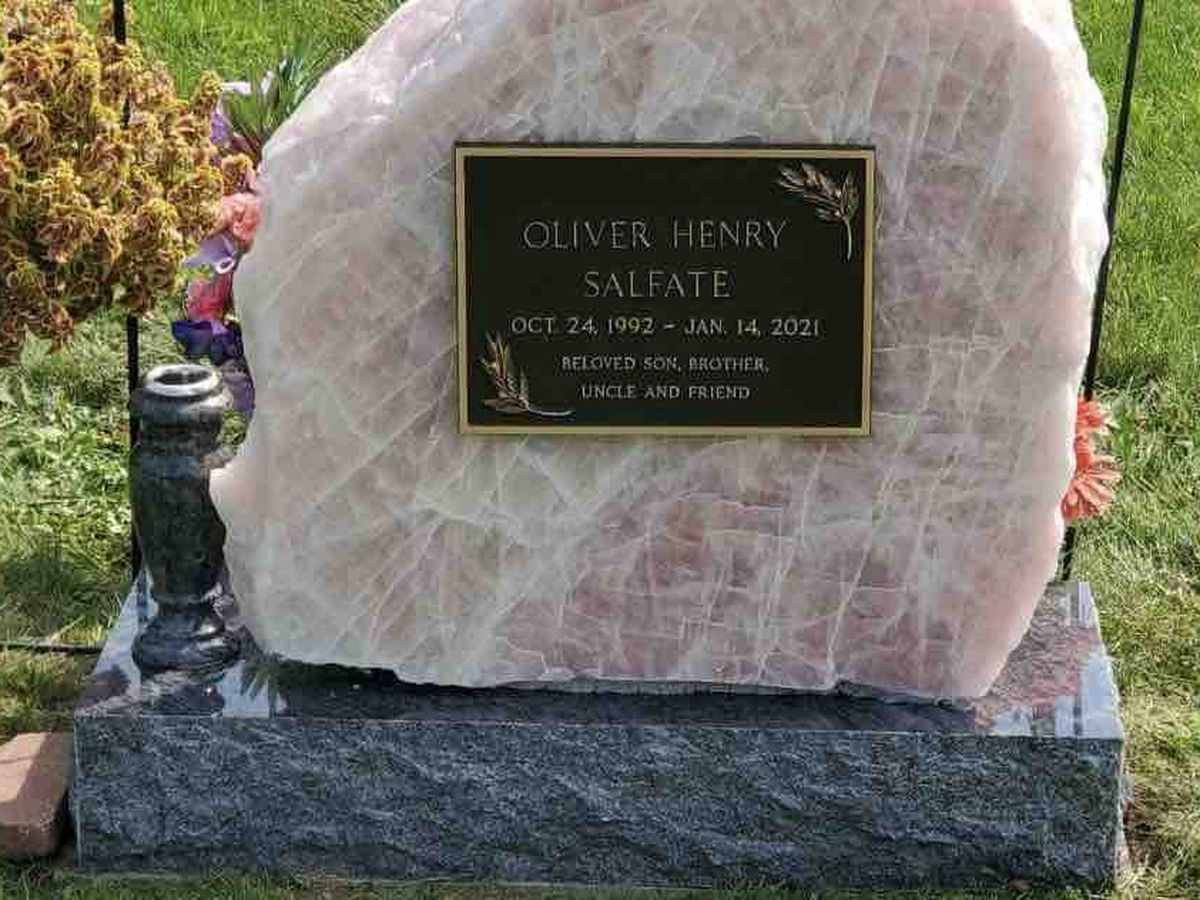 OLIVER HENRY
SALFATE
OCT. 24, 1992 - JAN. 14, 2021
BELOVED SON, BROTHER,
UNCLE AND FRIEND